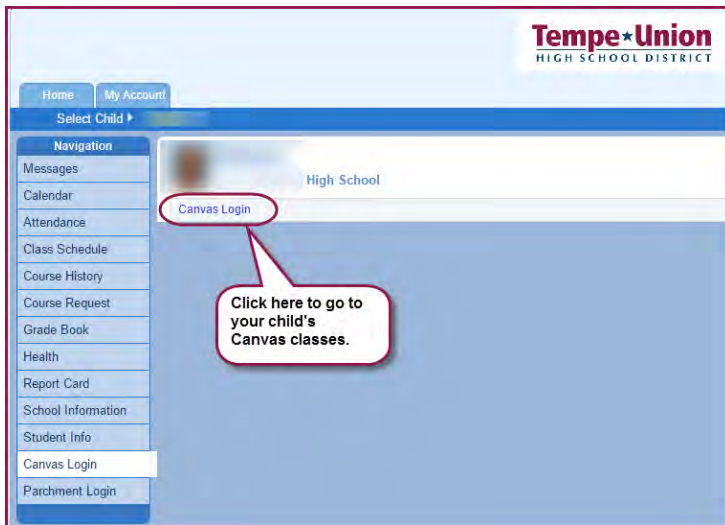 Tempe★Union
HIGH SCHOOL DISTRICT
Home My Account
Select Child
Navigation
Messages
Calendar
Attendance
Class Schedule
Course History
Course Request
Grade Book
Health
Report Card
School Information
Student Info
Canvas Login
Parchment Login
High School
Canvas Login
Click here to go to
your child's
Canvas classes.